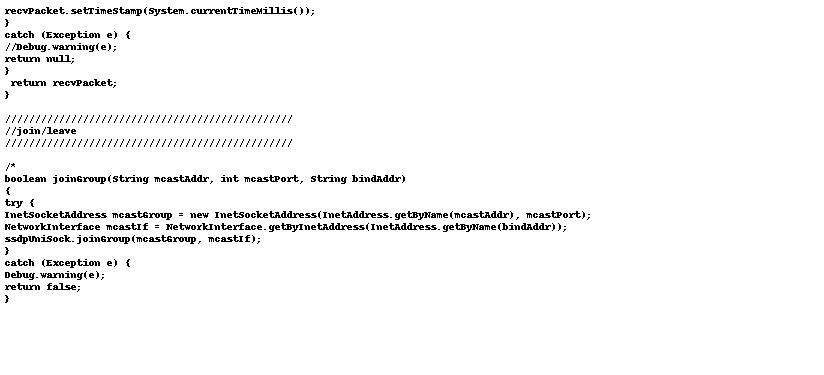 recvPacket.setTimeStamp(System.currentTimeMillis());
}
catch (Exception e) {
//Debug.warning(e);
return null;
}
 return recvPacket;
}

////////////////////////////////////////////////
//join/leave
////////////////////////////////////////////////

/*
boolean joinGroup(String mcastAddr, int mcastPort, String bindAddr)
{
try {
InetSocketAddress mcastGroup = new InetSocketAddress(InetAddress.getByName(mcastAddr), mcastPort);
NetworkInterface mcastIf = NetworkInterface.getByInetAddress(InetAddress.getByName(bindAddr));
ssdpUniSock.joinGroup(mcastGroup, mcastIf);
}
catch (Exception e) {
Debug.warning(e);
return false;
}